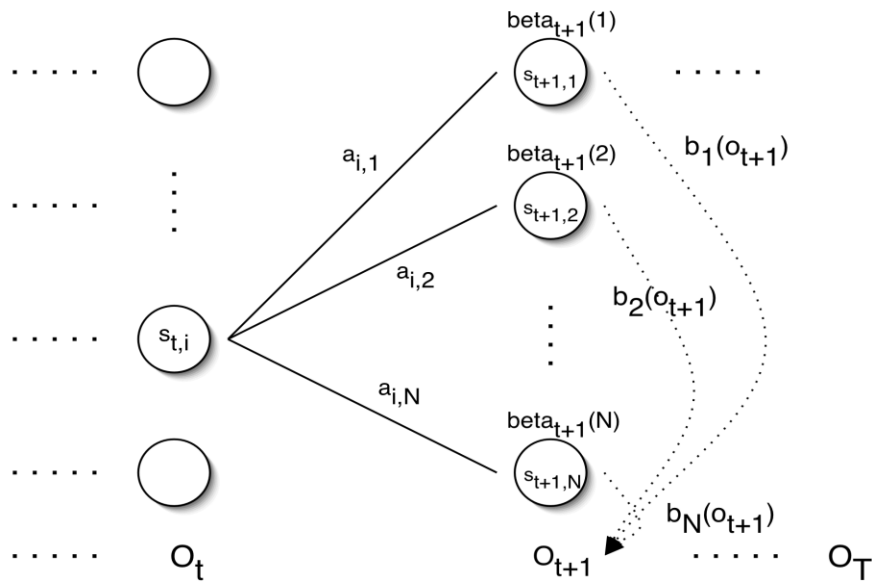 beta_{t+1}(1)
s_{t+1,1}
a_{i,1}
b_1(o_{t+1})
beta_{t+1}(2)
s_{t+1,2}
a_{i,2}
b_2(o_{t+1})
s_{t,i}
a_{i,N}
beta_{t+1}(N)
s_{t+1,N}
b_N(o_{t+1})
O_t
O_{t+1}
O_T